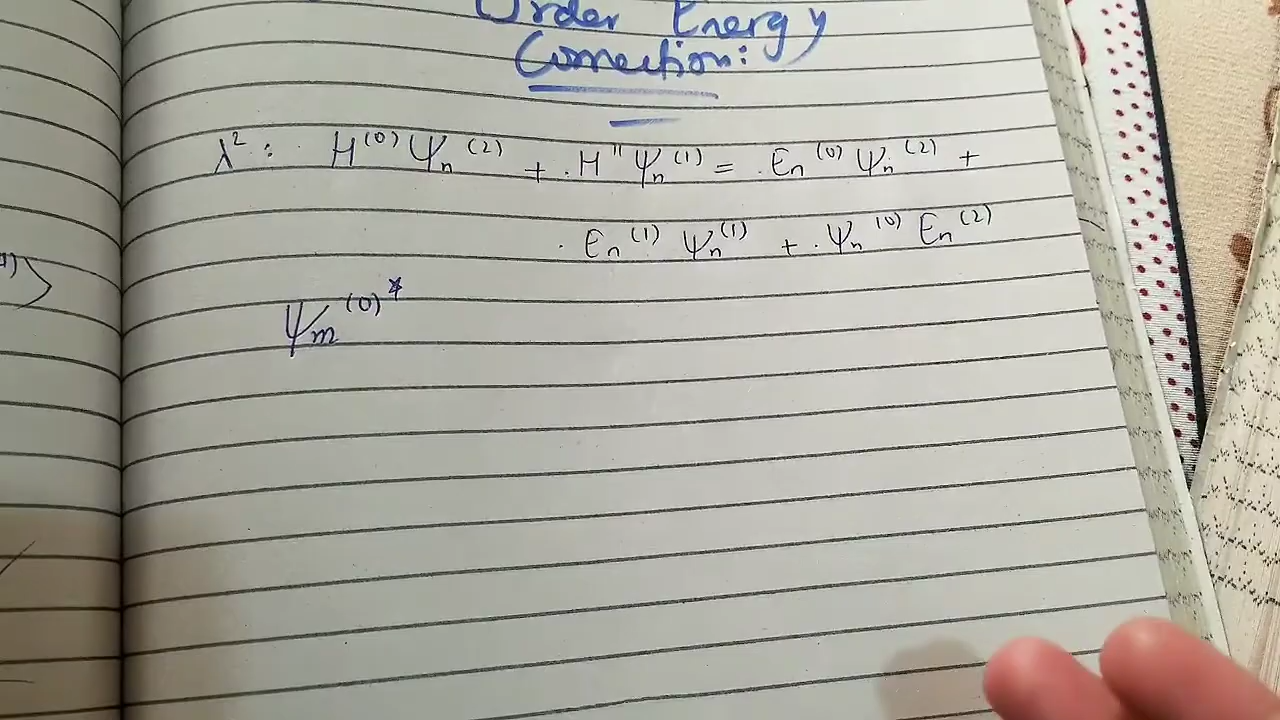 Order Energy
Correction:
λ² : H⁽⁰⁾ Ψₙ⁽²⁾ + H'' Ψₙ⁽¹⁾ = Eₙ⁽⁰⁾ Ψₙ⁽²⁾ +
Eₙ⁽¹⁾ Ψₙ⁽¹⁾ + Ψₙ⁽⁰⁾ Eₙ⁽²⁾
Ψₘ⁽⁰⁾*